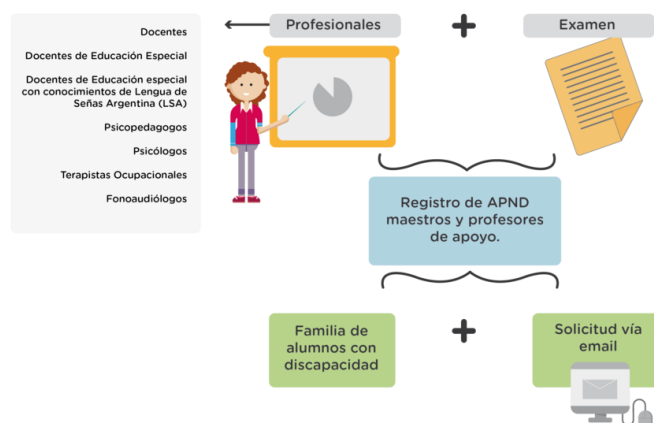 Profesionales
Examen
Docentes
Docentes de Educación Especial
Docentes de Educación especial
con conocimientos de Lengua de
Señas Argentina (LSA)
Psicopedagogos
Psicólogos
Terapistas Ocupacionales
Fonoaudiólogos
Registro de APND
maestros y profesores
de apoyo.
Familia de
alumnos con
discapacidad
Solicitud vía
email